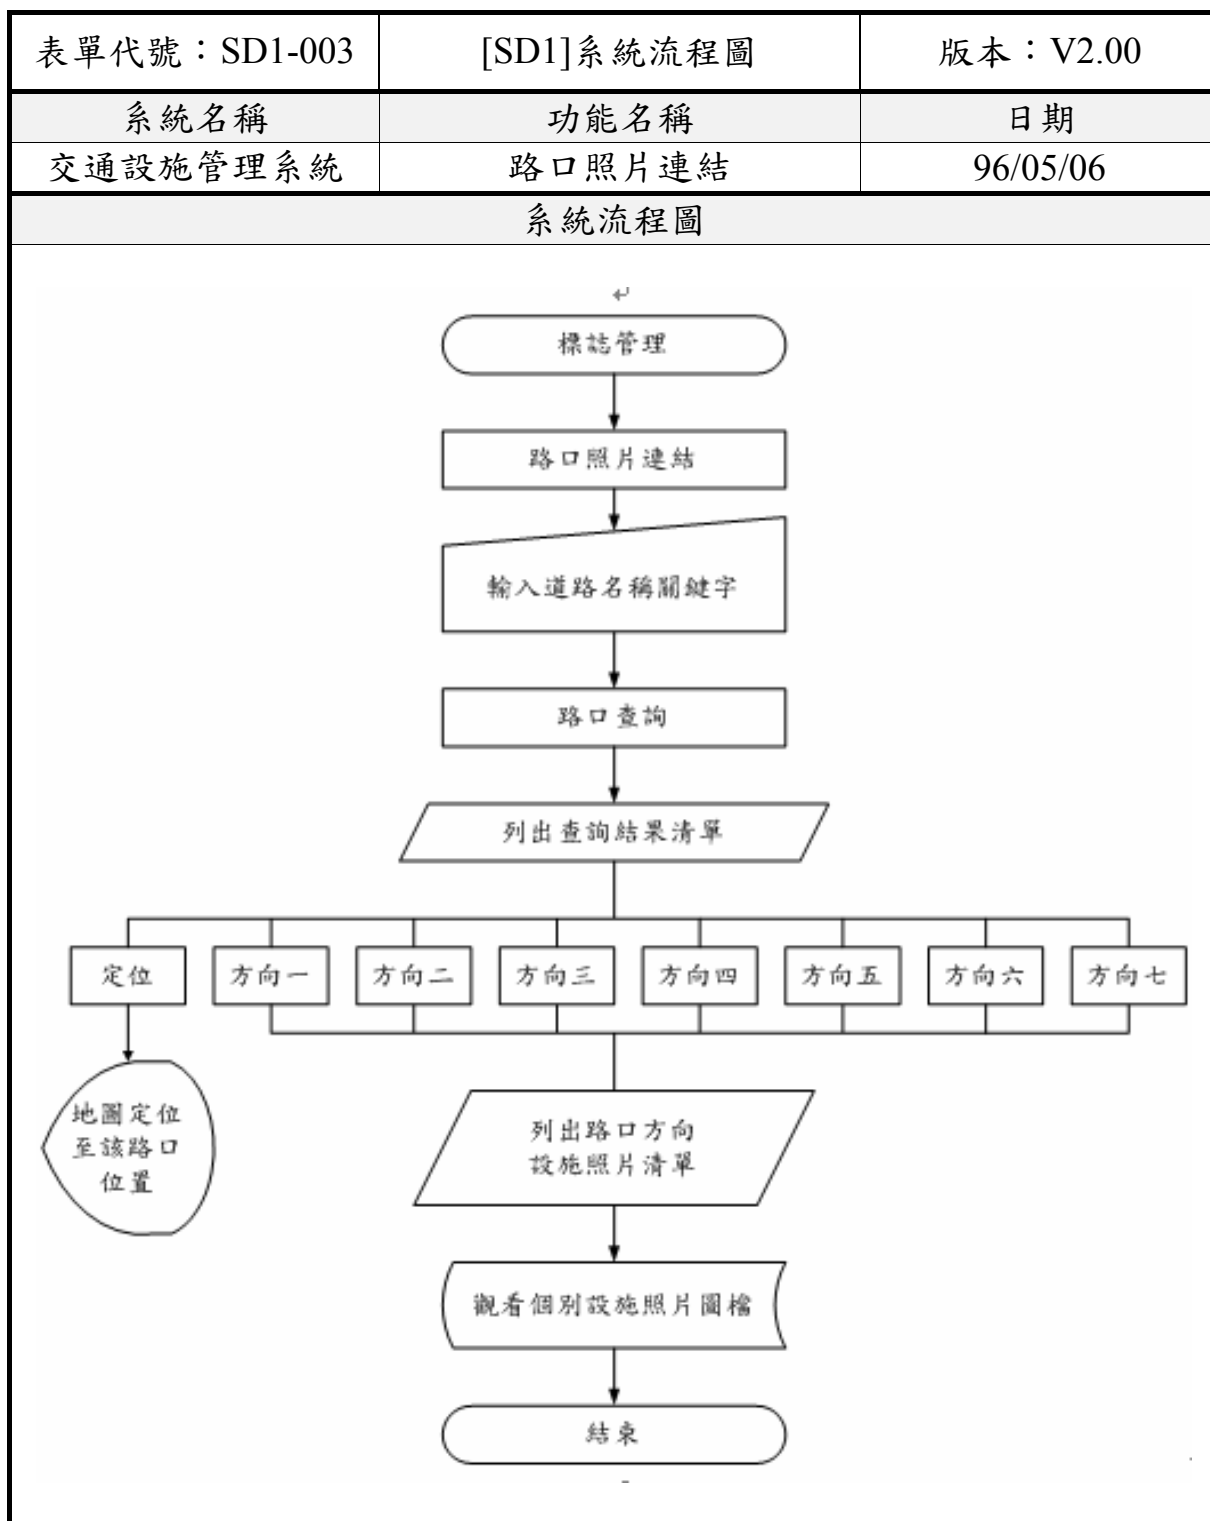 表單代號：SD1-003
[SD1]系統流程圖
版本：V2.00
系統名稱
功能名稱
日期
交通設施管理系統
路口照片連結
96/05/06
系統流程圖
標誌管理
路口照片連結
輸入道路名稱關鍵字
路口查詢
列出查詢結果清單
定位
方向一
方向二
方向三
方向四
方向五
方向六
方向七
地圖定位
至該路口
位置
列出路口方向
設施照片清單
觀看個別設施照片圖檔
結束